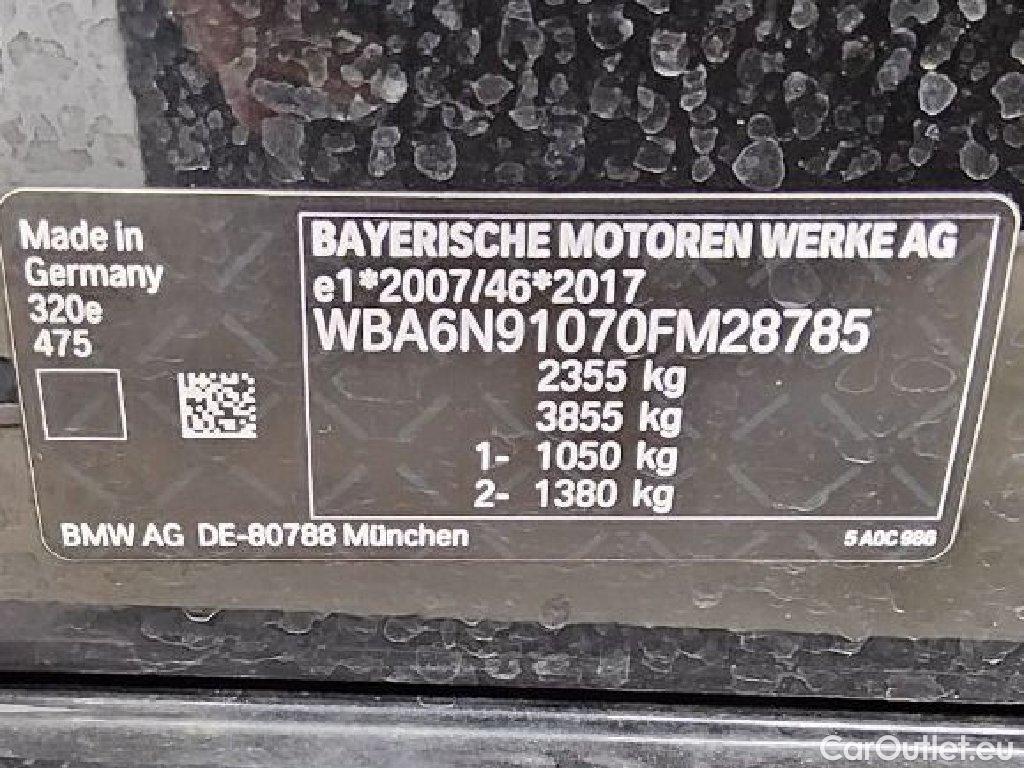 Made in
Germany
320e
475
BAYERISCHE MOTOREN WERKE AG
e1*2007/46*2017
WBA6N91070FM28785
2355 kg
3855 kg
1- 1050 kg
2- 1380 kg
BMW AG DE-80788 München
5 A0C 986
CarOutlet.eu